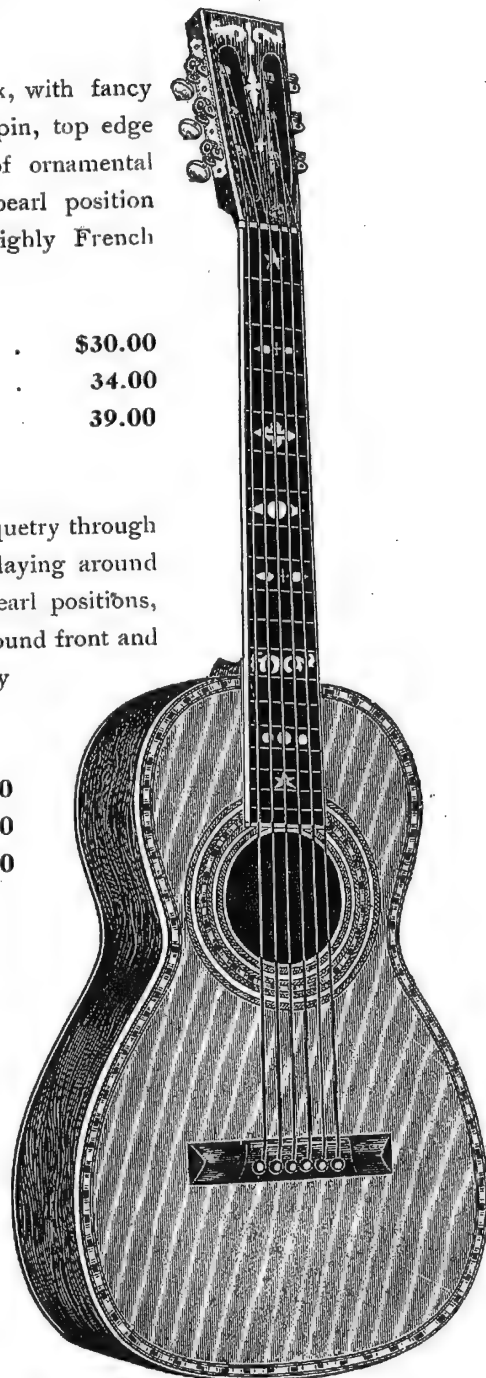 , with fancy
pin, top edge
of ornamental
pearl position
ighly French
. $30.00
. 34.00
39.00
quetry through
laying around
earl positions,
ound front and
y
0
0
0